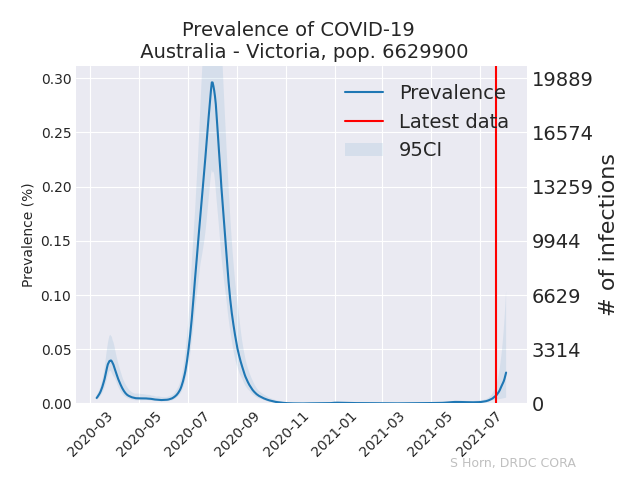 Prevalence of COVID-19
Australia - Victoria, pop. 6629900
Prevalence (%)
0.30
0.25
0.20
0.15
0.10
0.05
0.00
Prevalence
Latest data
95CI
19889
16574
13259
9944
6629
3314
0
# of infections
2020-03
2020-05
2020-07
2020-09
2020-11
2021-01
2021-03
2021-05
2021-07
S Horn, DRDC CORA